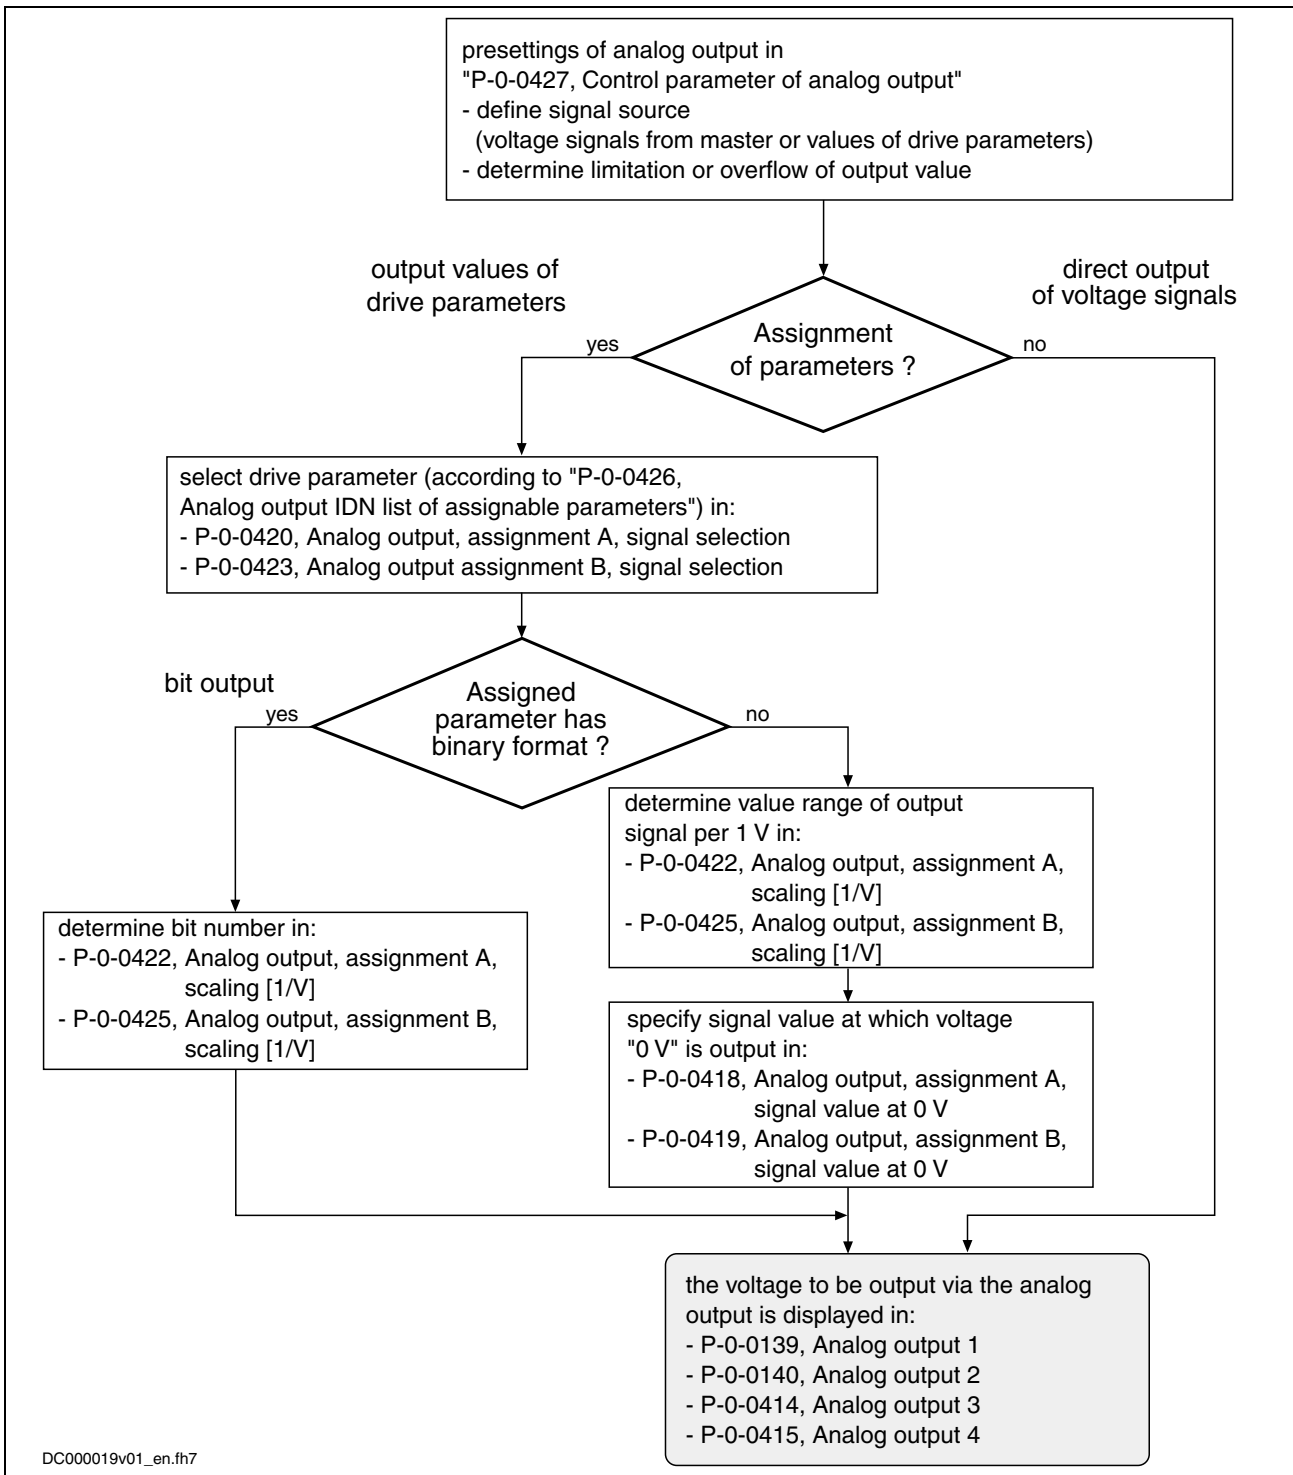 presettings of analog output in
"P-0-0427, Control parameter of analog output"
- define signal source
(voltage signals from master or values of drive parameters)
- determine limitation or overflow of output value
output values of
drive parameters
direct output
of voltage signals
Assignment
of parameters ?
yes
no
select drive parameter (according to "P-0-0426,
Analog output IDN list of assignable parameters") in:
- P-0-0420, Analog output, assignment A, signal selection
- P-0-0423, Analog output assignment B, signal selection
bit output
Assigned
parameter has
binary format ?
yes
no
determine value range of output
signal per 1 V in:
- P-0-0422, Analog output, assignment A,
scaling [1/V]
- P-0-0425, Analog output, assignment B,
scaling [1/V]
determine bit number in:
- P-0-0422, Analog output, assignment A,
scaling [1/V]
- P-0-0425, Analog output, assignment B,
scaling [1/V]
specify signal value at which voltage
"0 V" is output in:
- P-0-0418, Analog output, assignment A,
signal value at 0 V
- P-0-0419, Analog output, assignment B,
signal value at 0 V
the voltage to be output via the analog
output is displayed in:
- P-0-0139, Analog output 1
- P-0-0140, Analog output 2
- P-0-0414, Analog output 3
- P-0-0415, Analog output 4
DC000019v01_en.fh7